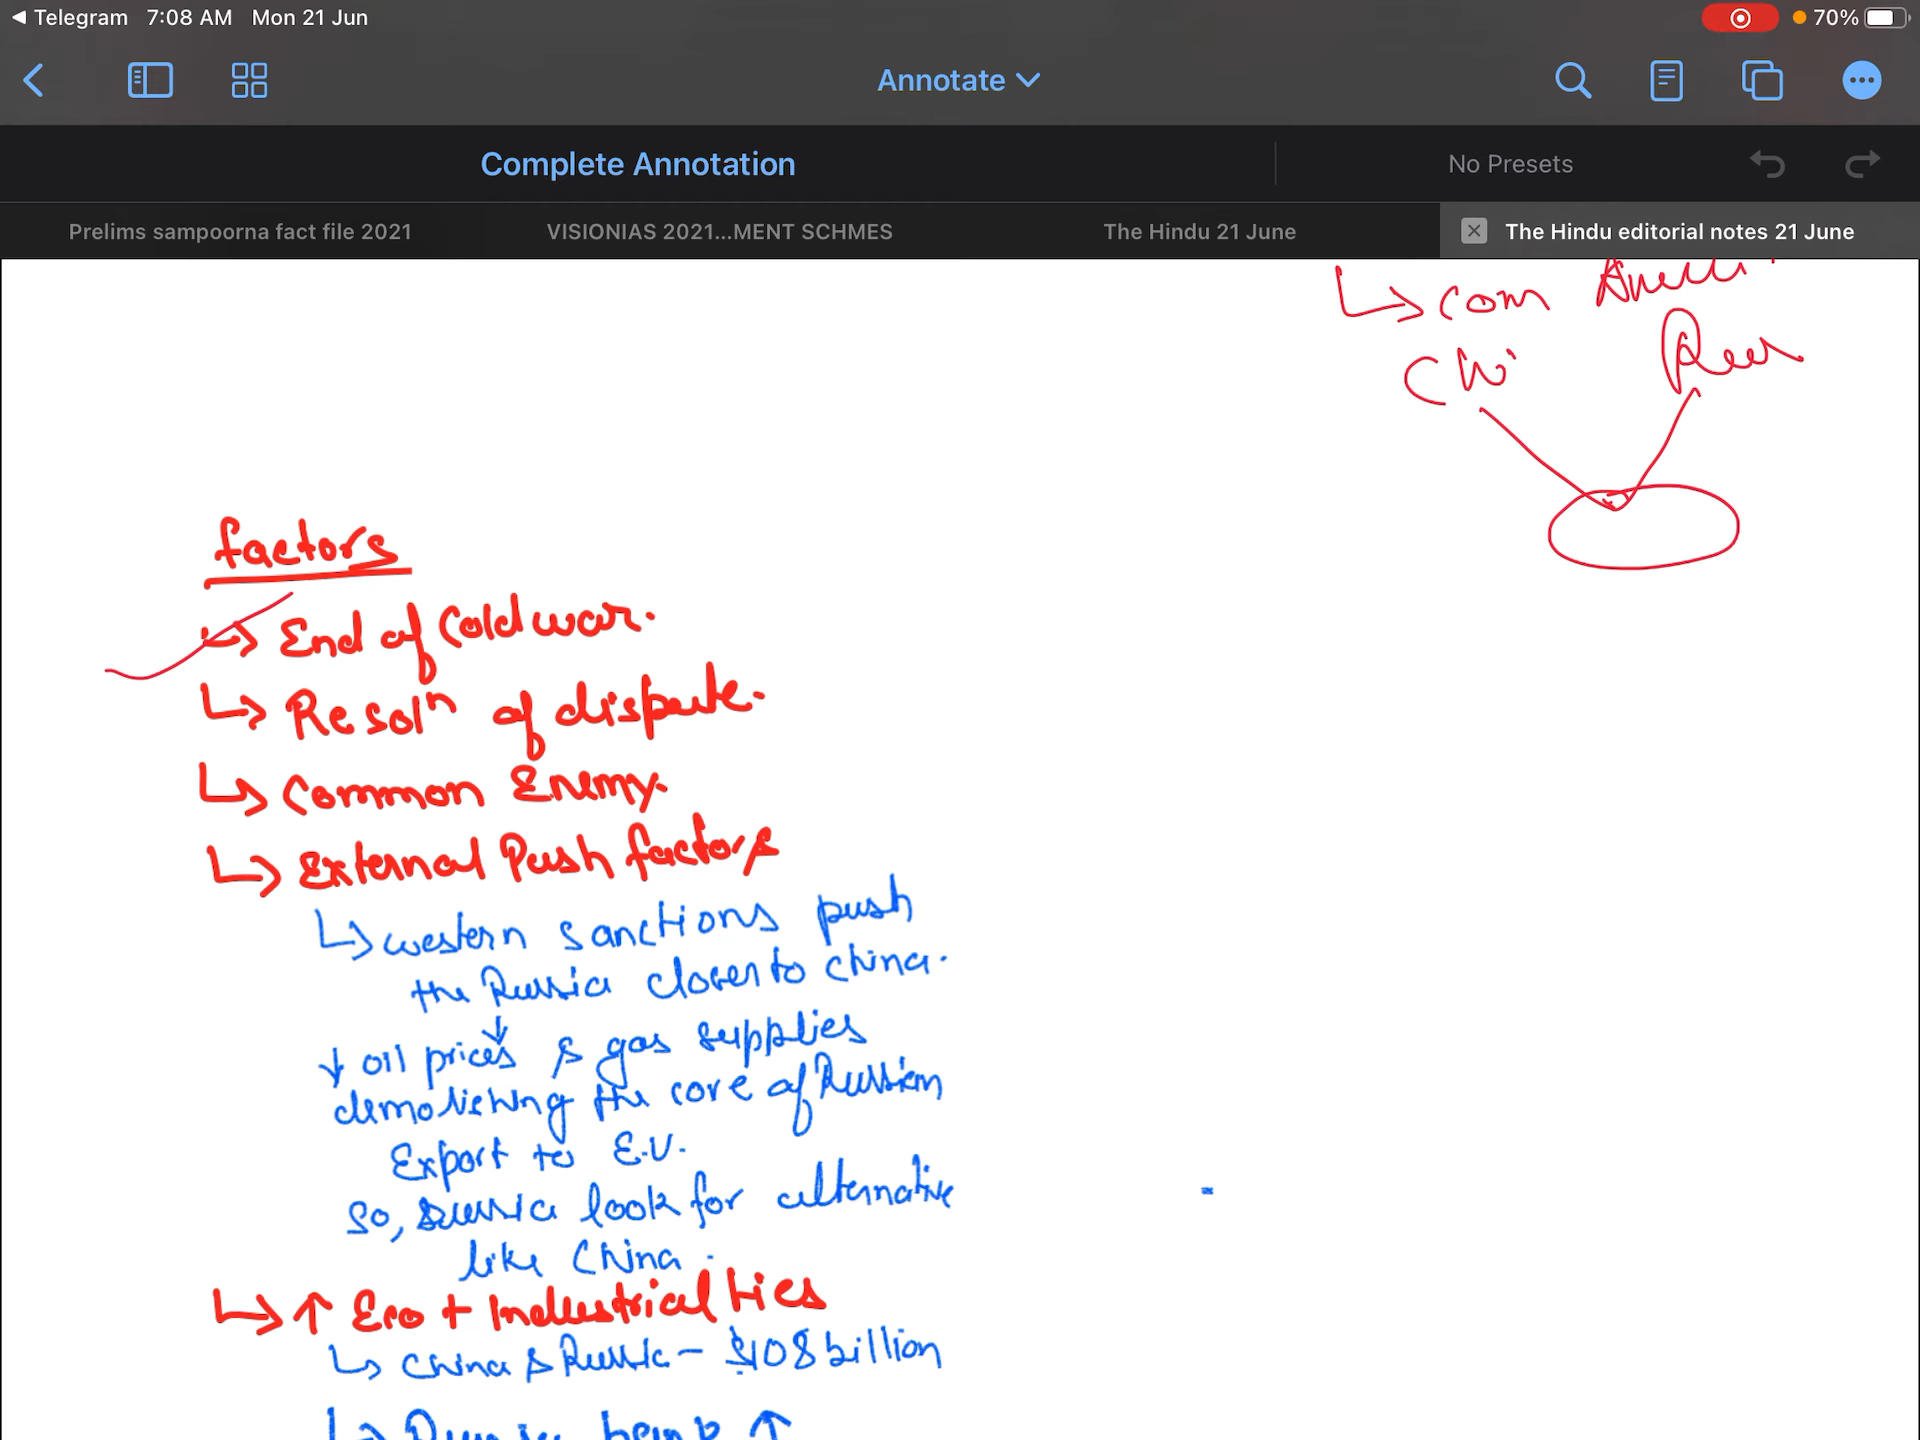 Telegram 7:08 AM Mon 21 Jun
70%
Annotate
Complete Annotation
No Presets
Prelims sampoorna fact file 2021
VISIONIAS 2021...MENT SCHMES
The Hindu 21 June
The Hindu editorial notes 21 June
com
Chi
factors
End of Cold war.
Resoln of dispute.
Common Enemy.
External Push factors
western sanctions push
the Russia closer to China.
↓ oil prices & gas supplies
demolishing the core of Russian
Export to E.U.
So, Russia look for alternative
like China.
↑ Eco + Industrial ties
China & Russia - $108 billion